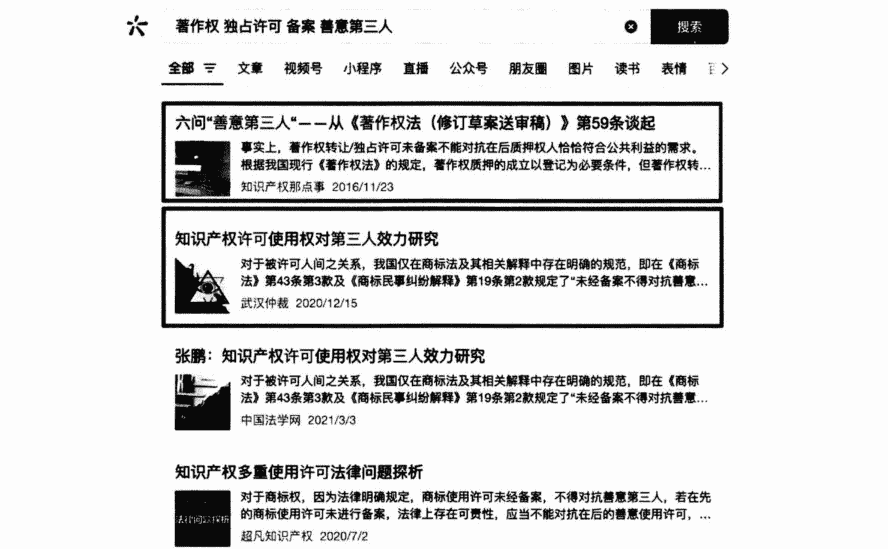 著作权 独占许可 备案 善意第三人
搜索
全部 文章 视频号 小程序 直播 公众号 朋友圈 图片 读书 表情
六问“善意第三人“——从《著作权法（修订草案送审稿）》第59条谈起
事实上，著作权转让/独占许可未备案不能对抗在后质押权人恰恰符合公共利益的需求。
根据我国现行《著作权法》的规定，著作权质押的成立以登记为必要条件，但著作权转...
知识产权那点事 2016/11/23
知识产权许可使用权对第三人效力研究
对于被许可人间之关系，我国仅在商标法及其相关解释中存在明确的规范，即在《商标
法》第43条第3款及《商标民事纠纷解释》第19条第2款规定了“未经备案不得对抗善意...
武汉仲裁 2020/12/15
张鹏：知识产权许可使用权对第三人效力研究
对于被许可人间之关系，我国仅在商标法及其相关解释中存在明确的规范，即在《商标
法》第43条第3款及《商标民事纠纷解释》第19条第2款规定了“未经备案不得对抗善意...
中国法学网 2021/3/3
知识产权多重使用许可法律问题探析
对于商标权，因为法律明确规定，商标使用许可未经备案，不得对抗善意第三人，若在先
的商标使用许可未进行备案，法律上存在可责性，应当不能对抗在后的善意使用许可，...
法律问题探析
超凡知识产权 2020/7/2